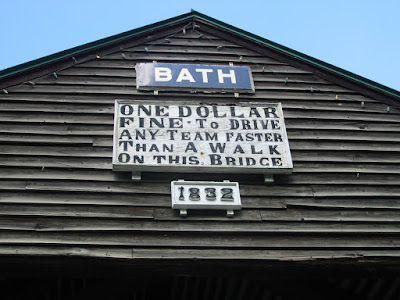 BATH
ONE DOLLAR
FINE·TO DRIVE
ANY TEAM FASTER
THAN A WALK
ON THIS BRIDGE
1832